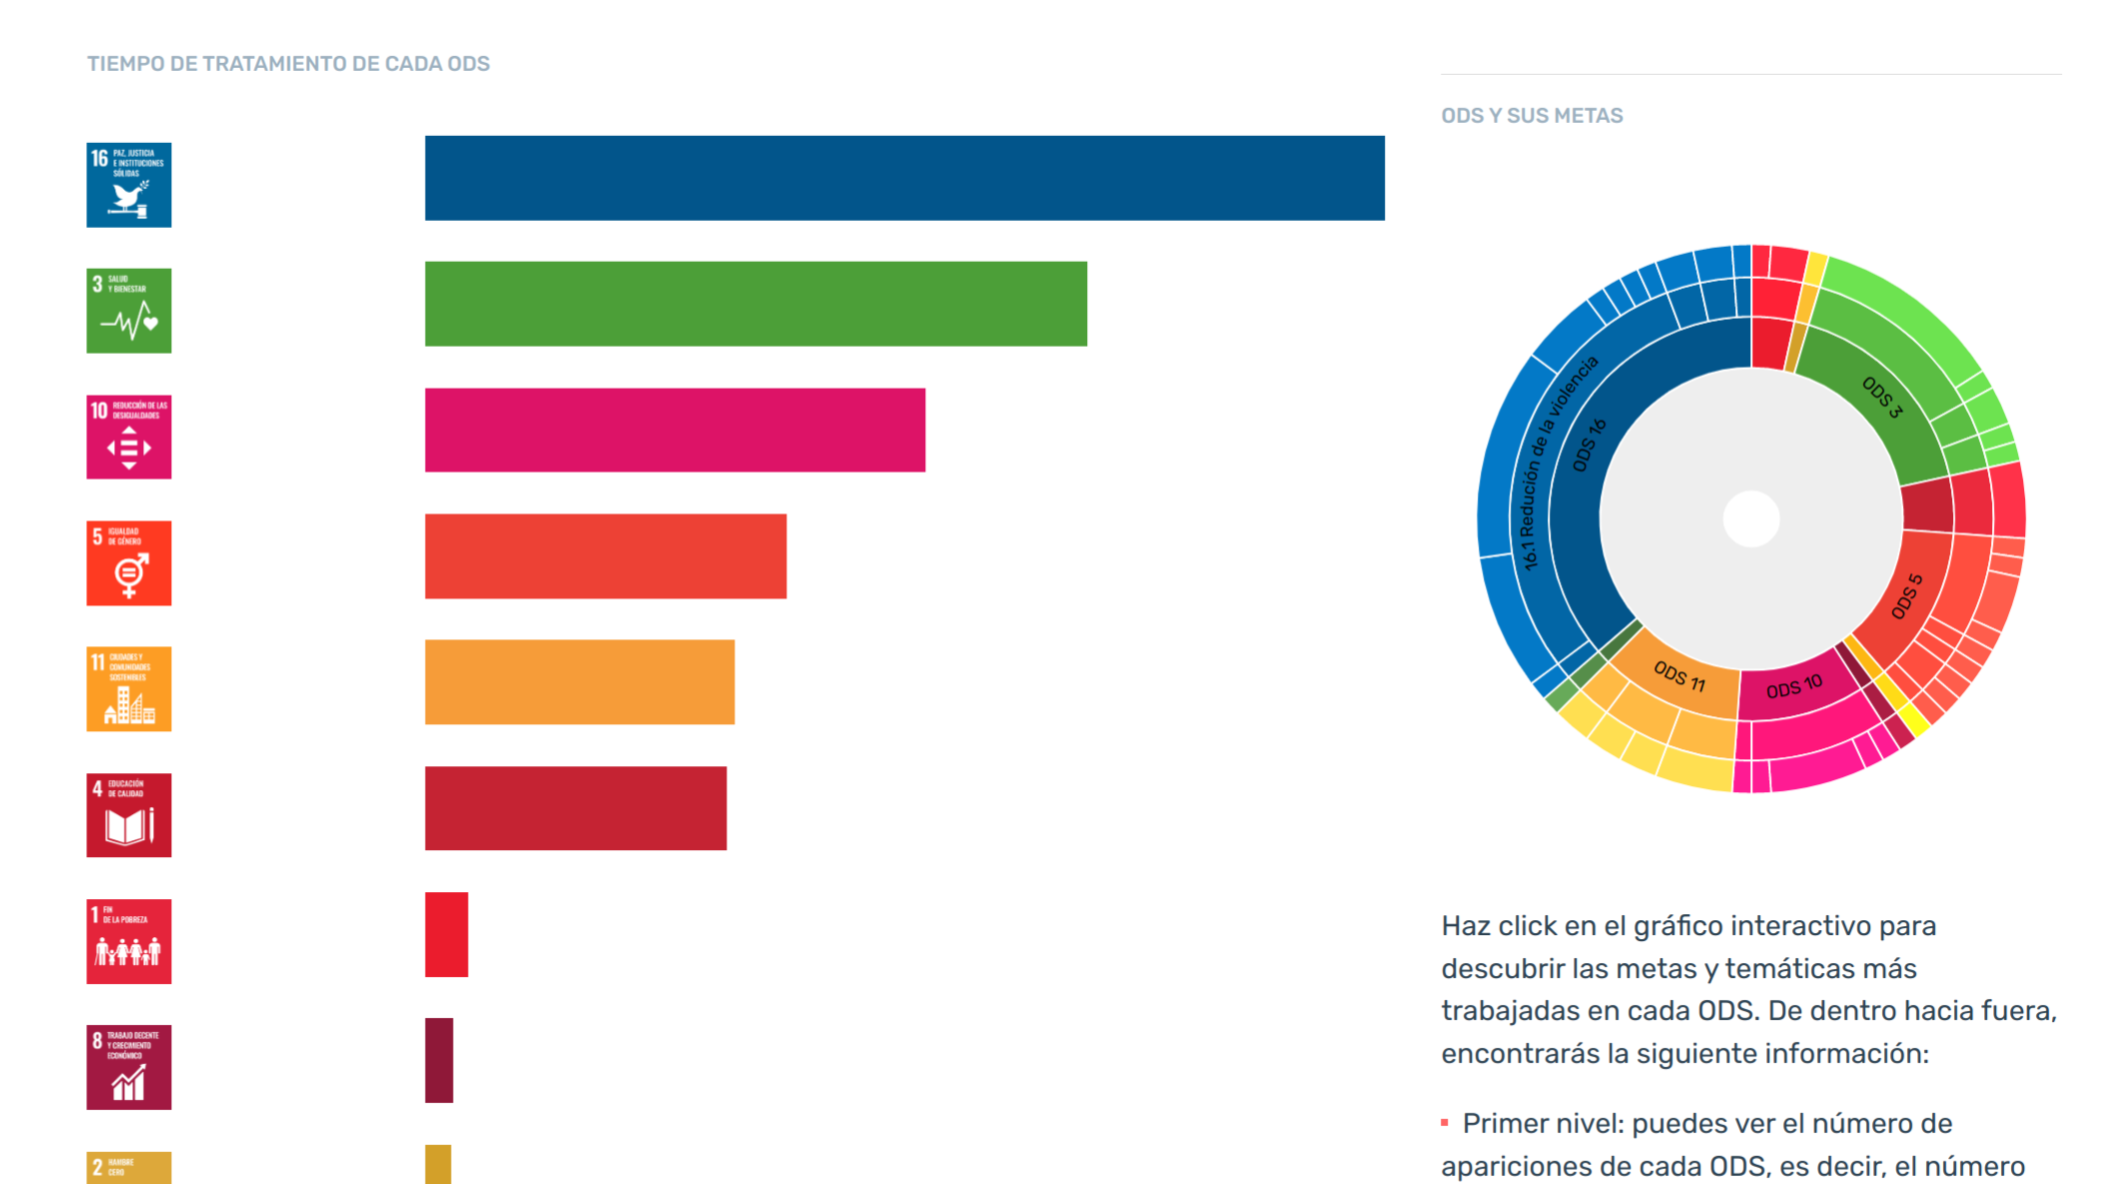 TIEMPO DE TRATAMIENTO DE CADA ODS
16 PAZ, JUSTICIA
E INSTITUCIONES
SÓLIDAS
3 SALUD
Y BIENESTAR
10 REDUCCIÓN DE LAS
DESIGUALDADES
5 IGUALDAD
DE GÉNERO
11 CIUDADES Y
COMUNIDADES
SOSTENIBLES
4 EDUCACIÓN
DE CALIDAD
1 FIN
DE LA POBREZA
8 TRABAJO DECENTE
Y CRECIMIENTO
ECONÓMICO
2 HAMBRE
CERO
ODS Y SUS METAS
16.1 Redución de la violencia
ODS 16
ODS 3
ODS 5
ODS 10
ODS 11
Haz click en el gráfico interactivo para
descubrir las metas y temáticas más
trabajadas en cada ODS. De dentro hacia fuera,
encontrarás la siguiente información:
Primer nivel: puedes ver el número de
apariciones de cada ODS, es decir, el número